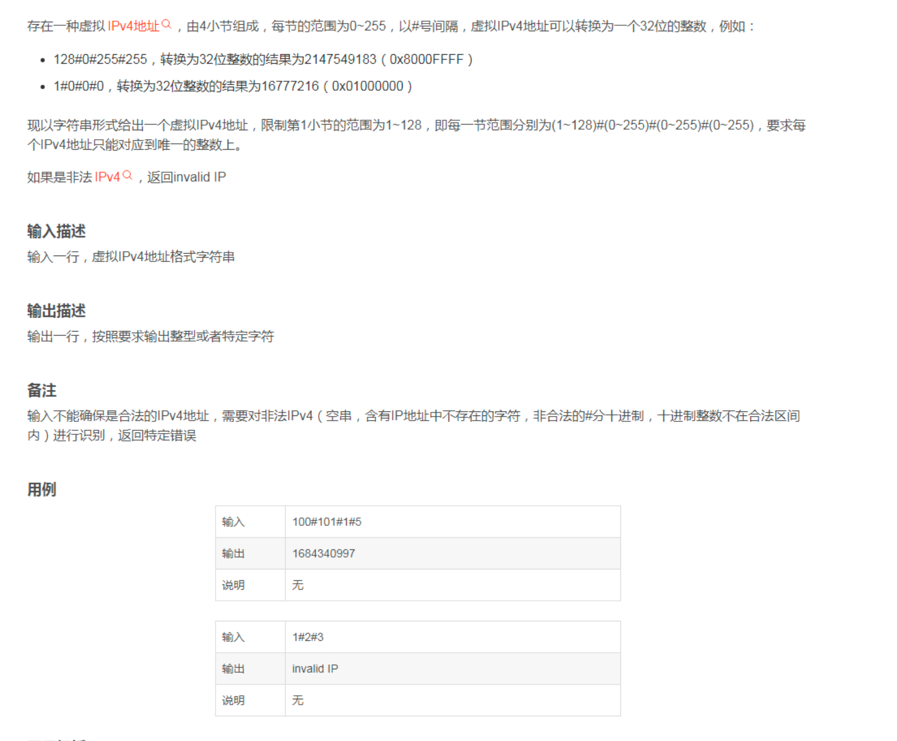 存在一种虚拟IPv4地址，由4小节组成，每节的范围为0~255，以#号间隔，虚拟IPv4地址可以转换为一个32位的整数，例如：
128#0#255#255，转换为32位整数的结果为2147549183（0x8000FFFF）
1#0#0#0，转换为32位整数的结果为16777216（0x01000000）
现以字符串形式给出一个虚拟IPv4地址，限制第1小节的范围为1~128，即每一节范围分别为(1~128)#(0~255)#(0~255)#(0~255)，要求每
个IPv4地址只能对应到唯一的整数上。
如果是非法IPv4，返回invalid IP
输入描述
输入一行，虚拟IPv4地址格式字符串
输出描述
输出一行，按照要求输出整型或者特定字符
备注
输入不能确保是合法的IPv4地址，需要对非法IPv4（空串，含有IP地址中不存在的字符，非合法的#分十进制，十进制整数不在合法区间
内）进行识别，返回特定错误
用例
输入 100#101#1#5
输出 1684340997
说明 无
输入 1#2#3
输出 invalid IP
说明 无